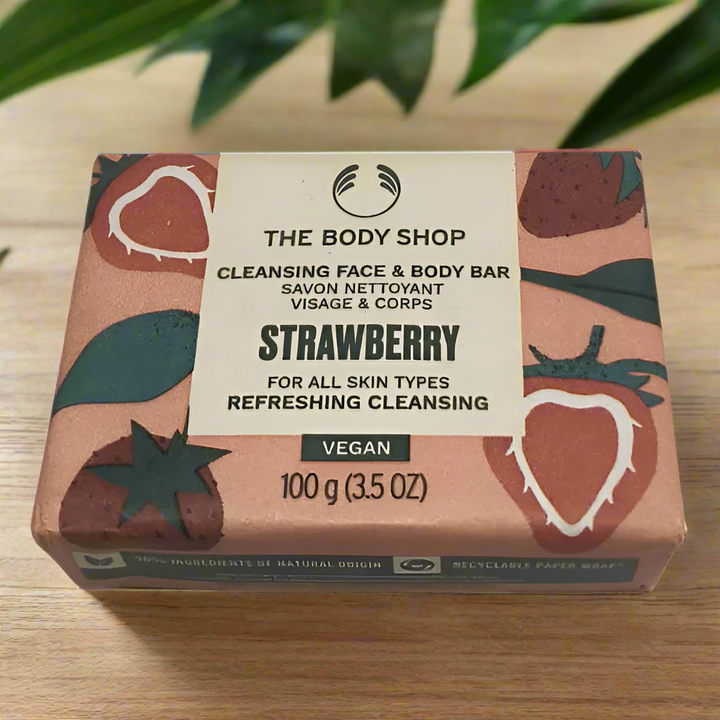 THE BODY SHOP
CLEANSING FACE & BODY BAR
SAVON NETTOYANT
VISAGE & CORPS
STRAWBERRY
FOR ALL SKIN TYPES
REFRESHING CLEANSING
VEGAN
100 g (3.5 OZ)
INGREDIENTS OF NATURAL ORIGIN
RECYCLABLE PAPER WRAP